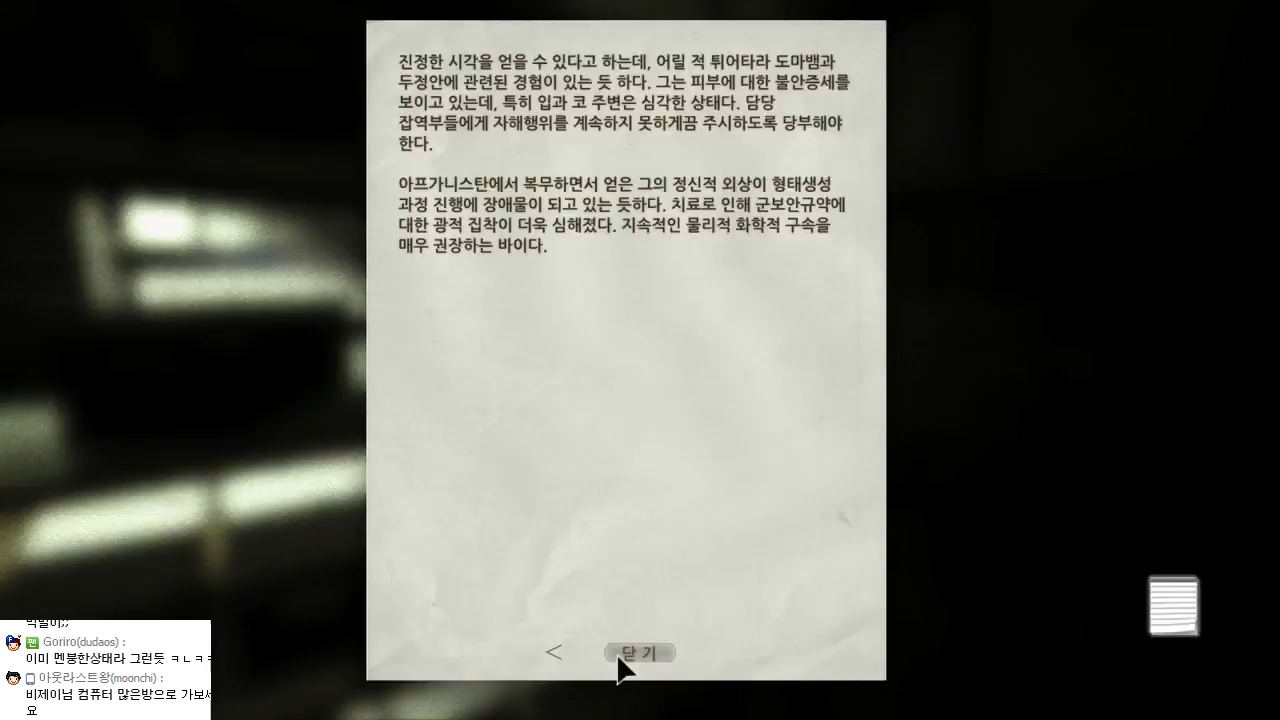 진정한 시각을 얻을 수 있다고 하는데, 어릴 적 튀어타라 도마뱀과
두정안에 관련된 경험이 있는 듯 하다. 그는 피부에 대한 불안증세를
보이고 있는데, 특히 입과 코 주변은 심각한 상태다. 담당
잡역부들에게 자해행위를 계속하지 못하게끔 주시하도록 당부해야
한다.
아프가니스탄에서 복무하면서 얻은 그의 정신적 외상이 형태생성
과정 진행에 장애물이 되고 있는 듯하다. 치료로 인해 군보안규약에
대한 광적 집착이 더욱 심해졌다. 지속적인 물리적 화학적 구속을
매우 권장하는 바이다.
<
닫기
팬 Goriro(dudaos) :
이미 멘붕한상태라 그런듯 ㅋㄴㅋ
아웃라스트왕(moonchi) :
비제이님 컴퓨터 많은방으로 가보세
요